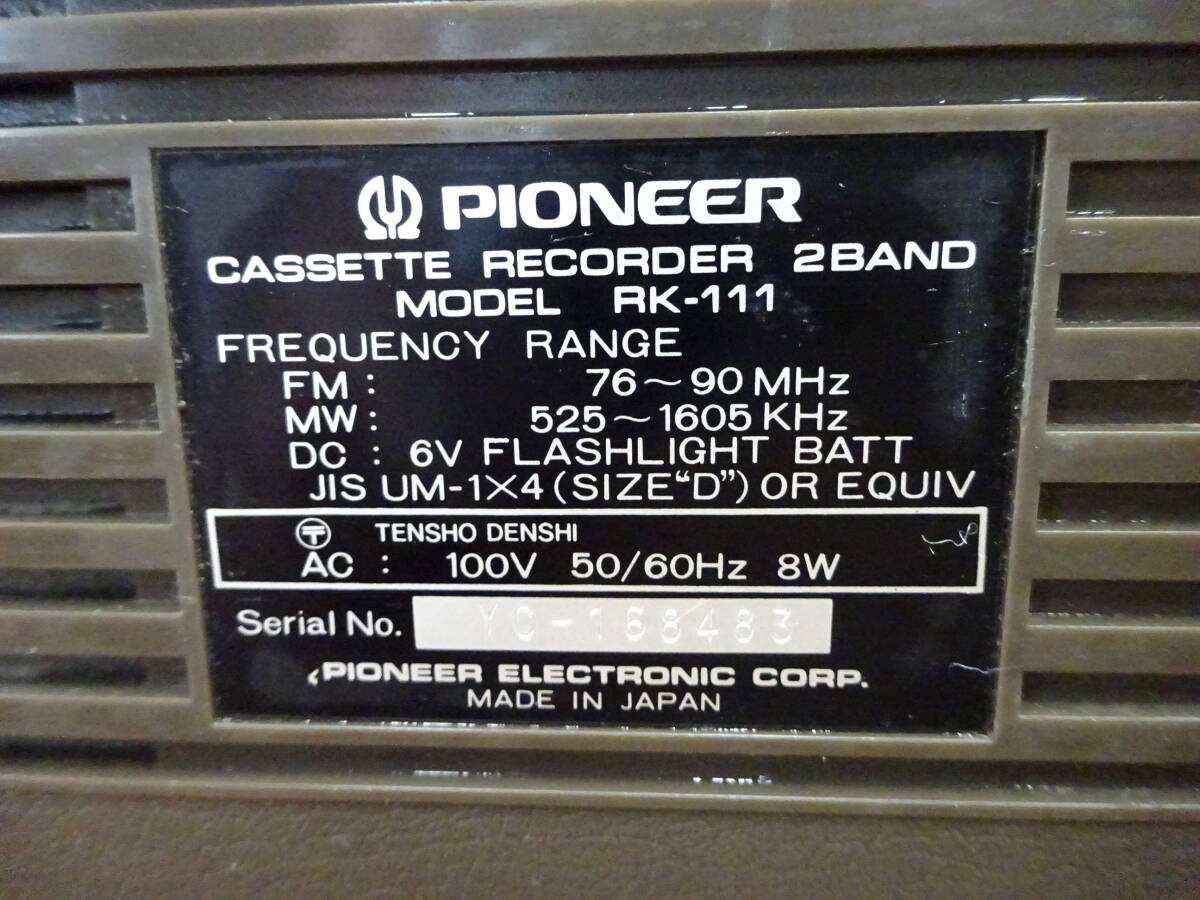 PIONEER
CASSETTE RECORDER 2BAND
MODEL RK-111
FREQUENCY RANGE
FM : 76~90 MHz
MW : 525~1605 KHz
DC : 6V FLASHLIGHT BATT
JIS UM-1×4 (SIZE "D") OR EQUIV
〶 TENSHO DENSHI
AC : 100V 50/60Hz 8W
Serial No. YC-168483
PIONEER ELECTRONIC CORP.
MADE IN JAPAN